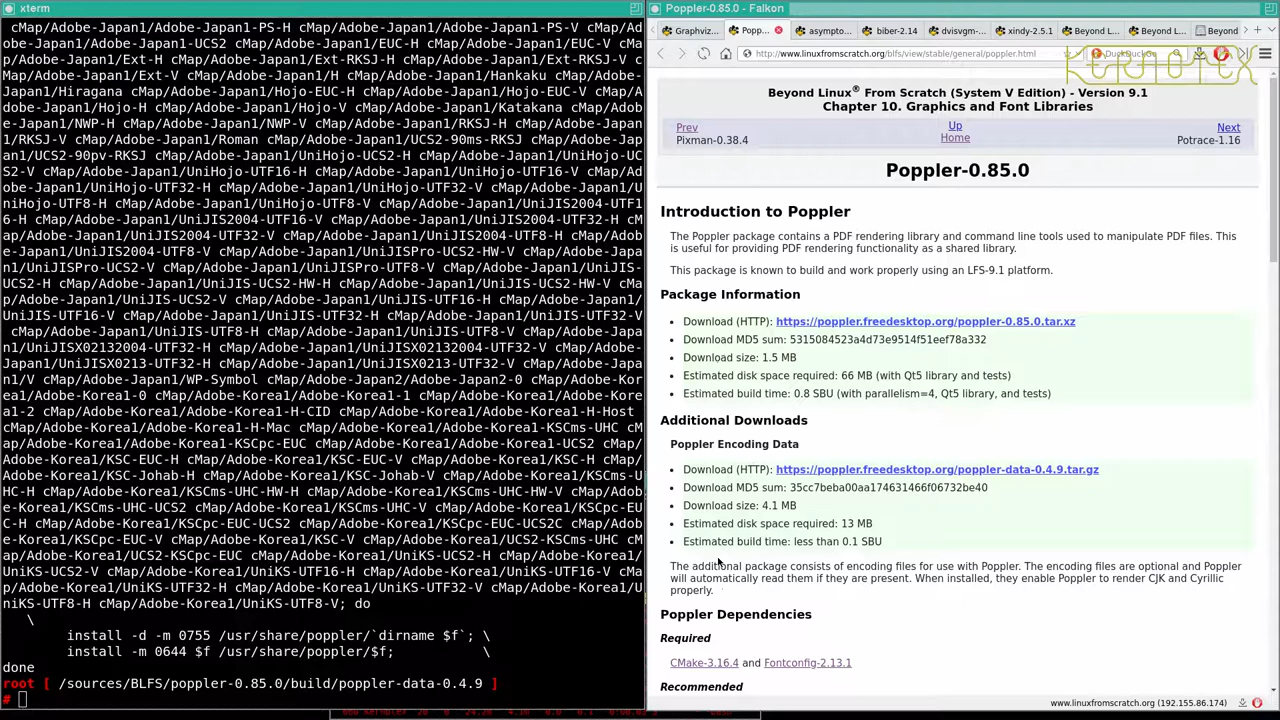 xterm
cMap/Adobe-Japan1/Adobe-Japan1-PS-H cMap/Adobe-Japan1/Adobe-Japan1-PS-V cMap/Ad
obe-Japan1/Adobe-Japan1-UCS2 cMap/Adobe-Japan1/EUC-H cMap/Adobe-Japan1/EUC-V cMa
p/Adobe-Japan1/Ext-H cMap/Adobe-Japan1/Ext-RKSJ-H cMap/Adobe-Japan1/Ext-RKSJ-V c
Map/Adobe-Japan1/Ext-V cMap/Adobe-Japan1/H cMap/Adobe-Japan1/Hankaku cMap/Adobe-
Japan1/Hiragana cMap/Adobe-Japan1/Hojo-EUC-H cMap/Adobe-Japan1/Hojo-EUC-V cMap/A
dobe-Japan1/Hojo-H cMap/Adobe-Japan1/Hojo-V cMap/Adobe-Japan1/Katakana cMap/Adob
e-Japan1/NWP-H cMap/Adobe-Japan1/NWP-V cMap/Adobe-Japan1/RKSJ-H cMap/Adobe-Japan
1/RKSJ-V cMap/Adobe-Japan1/Roman cMap/Adobe-Japan1/UCS2-90ms-RKSJ cMap/Adobe-Jap
an1/UCS2-90pv-RKSJ cMap/Adobe-Japan1/UniHojo-UCS2-H cMap/Adobe-Japan1/UniHojo-UC
S2-V cMap/Adobe-Japan1/UniHojo-UTF16-H cMap/Adobe-Japan1/UniHojo-UTF16-V cMap/Ad
obe-Japan1/UniHojo-UTF32-H cMap/Adobe-Japan1/UniHojo-UTF32-V cMap/Adobe-Japan1/U
niHojo-UTF8-H cMap/Adobe-Japan1/UniHojo-UTF8-V cMap/Adobe-Japan1/UniJIS2004-UTF1
6-H cMap/Adobe-Japan1/UniJIS2004-UTF16-V cMap/Adobe-Japan1/UniJIS2004-UTF32-H cM
ap/Adobe-Japan1/UniJIS2004-UTF32-V cMap/Adobe-Japan1/UniJIS2004-UTF8-H cMap/Adob
e-Japan1/UniJIS2004-UTF8-V cMap/Adobe-Japan1/UniJISPro-UCS2-HW-V cMap/Adobe-Japa
n1/UniJISPro-UCS2-V cMap/Adobe-Japan1/UniJISPro-UTF8-V cMap/Adobe-Japan1/UniJIS-
UCS2-H cMap/Adobe-Japan1/UniJIS-UCS2-HW-H cMap/Adobe-Japan1/UniJIS-UCS2-HW-V cMa
p/Adobe-Japan1/UniJIS-UCS2-V cMap/Adobe-Japan1/UniJIS-UTF16-H cMap/Adobe-Japan1/
UniJIS-UTF16-V cMap/Adobe-Japan1/UniJIS-UTF32-H cMap/Adobe-Japan1/UniJIS-UTF32-V
cMap/Adobe-Japan1/UniJIS-UTF8-H cMap/Adobe-Japan1/UniJIS-UTF8-V cMap/Adobe-Japa
n1/UniJISX02132004-UTF32-H cMap/Adobe-Japan1/UniJISX02132004-UTF32-V cMap/Adobe-
Japan1/UniJISX0213-UTF32-H cMap/Adobe-Japan1/UniJISX0213-UTF32-V cMap/Adobe-Japa
n1/V cMap/Adobe-Japan1/WP-Symbol cMap/Adobe-Japan2/Adobe-Japan2-0 cMap/Adobe-Kor
ea1/Adobe-Korea1-0 cMap/Adobe-Korea1/Adobe-Korea1-1 cMap/Adobe-Korea1/Adobe-Kore
a1-2 cMap/Adobe-Korea1/Adobe-Korea1-H-CID cMap/Adobe-Korea1/Adobe-Korea1-H-Host
cMap/Adobe-Korea1/Adobe-Korea1-H-Mac cMap/Adobe-Korea1/Adobe-Korea1-KSCms-UHC cM
ap/Adobe-Korea1/Adobe-Korea1-KSCpc-EUC cMap/Adobe-Korea1/Adobe-Korea1-UCS2 cMap/
Adobe-Korea1/KSC-EUC-H cMap/Adobe-Korea1/KSC-EUC-V cMap/Adobe-Korea1/KSC-H cMap/
Adobe-Korea1/KSC-Johab-H cMap/Adobe-Korea1/KSC-Johab-V cMap/Adobe-Korea1/KSCms-U
HC-H cMap/Adobe-Korea1/KSCms-UHC-HW-H cMap/Adobe-Korea1/KSCms-UHC-HW-V cMap/Adob
e-Korea1/KSCms-UHC-UCS2 cMap/Adobe-Korea1/KSCms-UHC-V cMap/Adobe-Korea1/KSCpc-EU
C-H cMap/Adobe-Korea1/KSCpc-EUC-UCS2 cMap/Adobe-Korea1/KSCpc-EUC-UCS2C cMap/Adob
e-Korea1/KSCpc-EUC-V cMap/Adobe-Korea1/KSC-V cMap/Adobe-Korea1/UCS2-KSCms-UHC cM
ap/Adobe-Korea1/UCS2-KSCpc-EUC cMap/Adobe-Korea1/UniKS-UCS2-H cMap/Adobe-Korea1/
UniKS-UCS2-V cMap/Adobe-Korea1/UniKS-UTF16-H cMap/Adobe-Korea1/UniKS-UTF16-V cMa
p/Adobe-Korea1/UniKS-UTF32-H cMap/Adobe-Korea1/UniKS-UTF32-V cMap/Adobe-Korea1/U
niKS-UTF8-H cMap/Adobe-Korea1/UniKS-UTF8-V; do
\
install -d -m 0755 /usr/share/poppler/`dirname $f`; \
install -m 0644 $f /usr/share/poppler/$f; \
done
root [ /sources/BLFS/poppler-0.85.0/build/poppler-data-0.4.9 ]
#
Poppler-0.85.0 - Falkon
Graphviz... Popp... asympto... biber-2.14 dvisvgm-... xindy-2.5.1 Beyond L... Beyond L... Beyond
http://www.linuxfromscratch.org/blfs/view/stable/general/poppler.html DuckDuckGo
KERNOTEX
Beyond Linux® From Scratch (System V Edition) - Version 9.1
Chapter 10. Graphics and Font Libraries
Prev Up Next
Pixman-0.38.4 Home Potrace-1.16
Poppler-0.85.0
Introduction to Poppler
The Poppler package contains a PDF rendering library and command line tools used to manipulate PDF files. This
is useful for providing PDF rendering functionality as a shared library.
This package is known to build and work properly using an LFS-9.1 platform.
Package Information
• Download (HTTP): https://poppler.freedesktop.org/poppler-0.85.0.tar.xz
• Download MD5 sum: 5315084523a4d73e9514f51eef78a332
• Download size: 1.5 MB
• Estimated disk space required: 66 MB (with Qt5 library and tests)
• Estimated build time: 0.8 SBU (with parallelism=4, Qt5 library, and tests)
Additional Downloads
Poppler Encoding Data
• Download (HTTP): https://poppler.freedesktop.org/poppler-data-0.4.9.tar.gz
• Download MD5 sum: 35cc7beba00aa174631466f06732be40
• Download size: 4.1 MB
• Estimated disk space required: 13 MB
• Estimated build time: less than 0.1 SBU
The additional package consists of encoding files for use with Poppler. The encoding files are optional and Poppler
will automatically read them if they are present. When installed, they enable Poppler to render CJK and Cyrillic
properly.
Poppler Dependencies
Required
CMake-3.16.4 and Fontconfig-2.13.1
Recommended
www.linuxfromscratch.org (192.155.86.174)